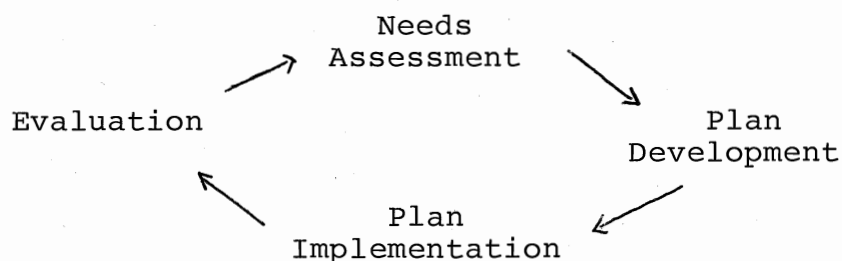 Needs
Assessment
Evaluation
Plan
Development
Plan
Implementation